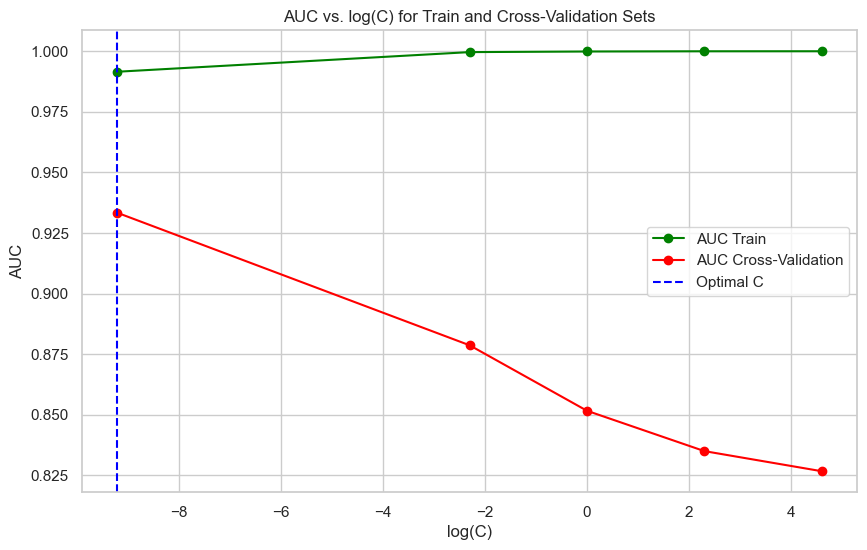 AUC vs. log(C) for Train and Cross-Validation Sets
1.000
0.975
0.950
0.925
0.900
0.875
0.850
0.825
AUC
AUC Train
AUC Cross-Validation
Optimal C
−8 −6 −4 −2 0 2 4
log(C)